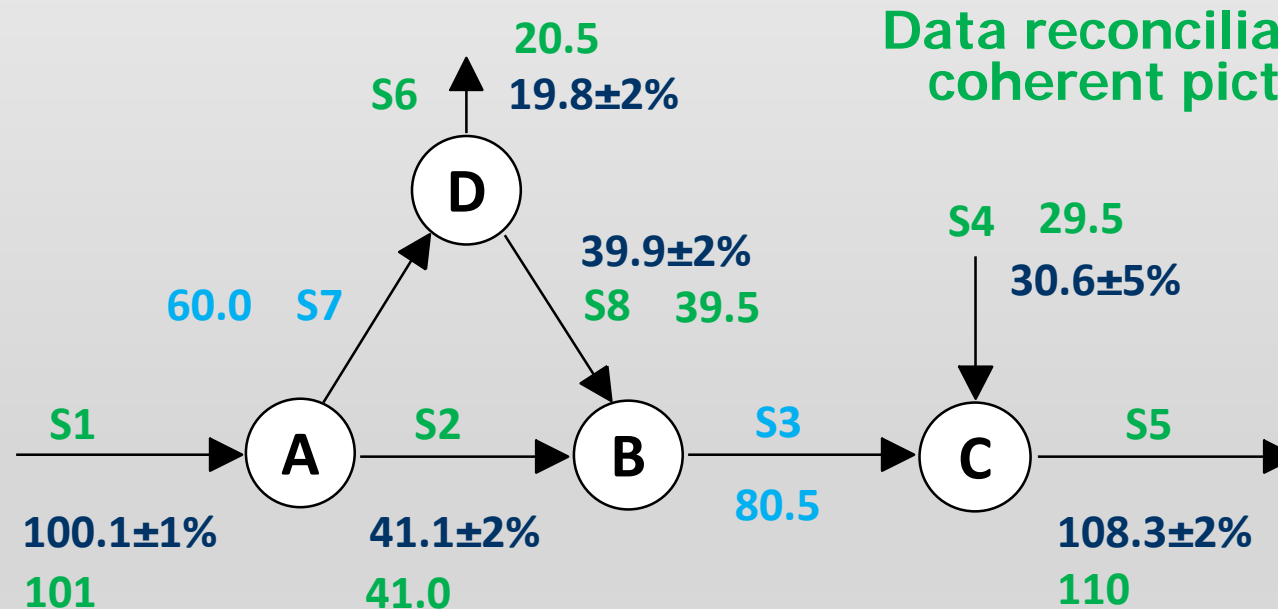 Data reconcilia
coherent pict
20.5
S6 19.8±2%
D
S4 29.5
39.9±2%
30.6±5%
60.0 S7
S8 39.5
S1
S2
S3
S5
A
B
C
80.5
100.1±1%
41.1±2%
108.3±2%
101
41.0
110